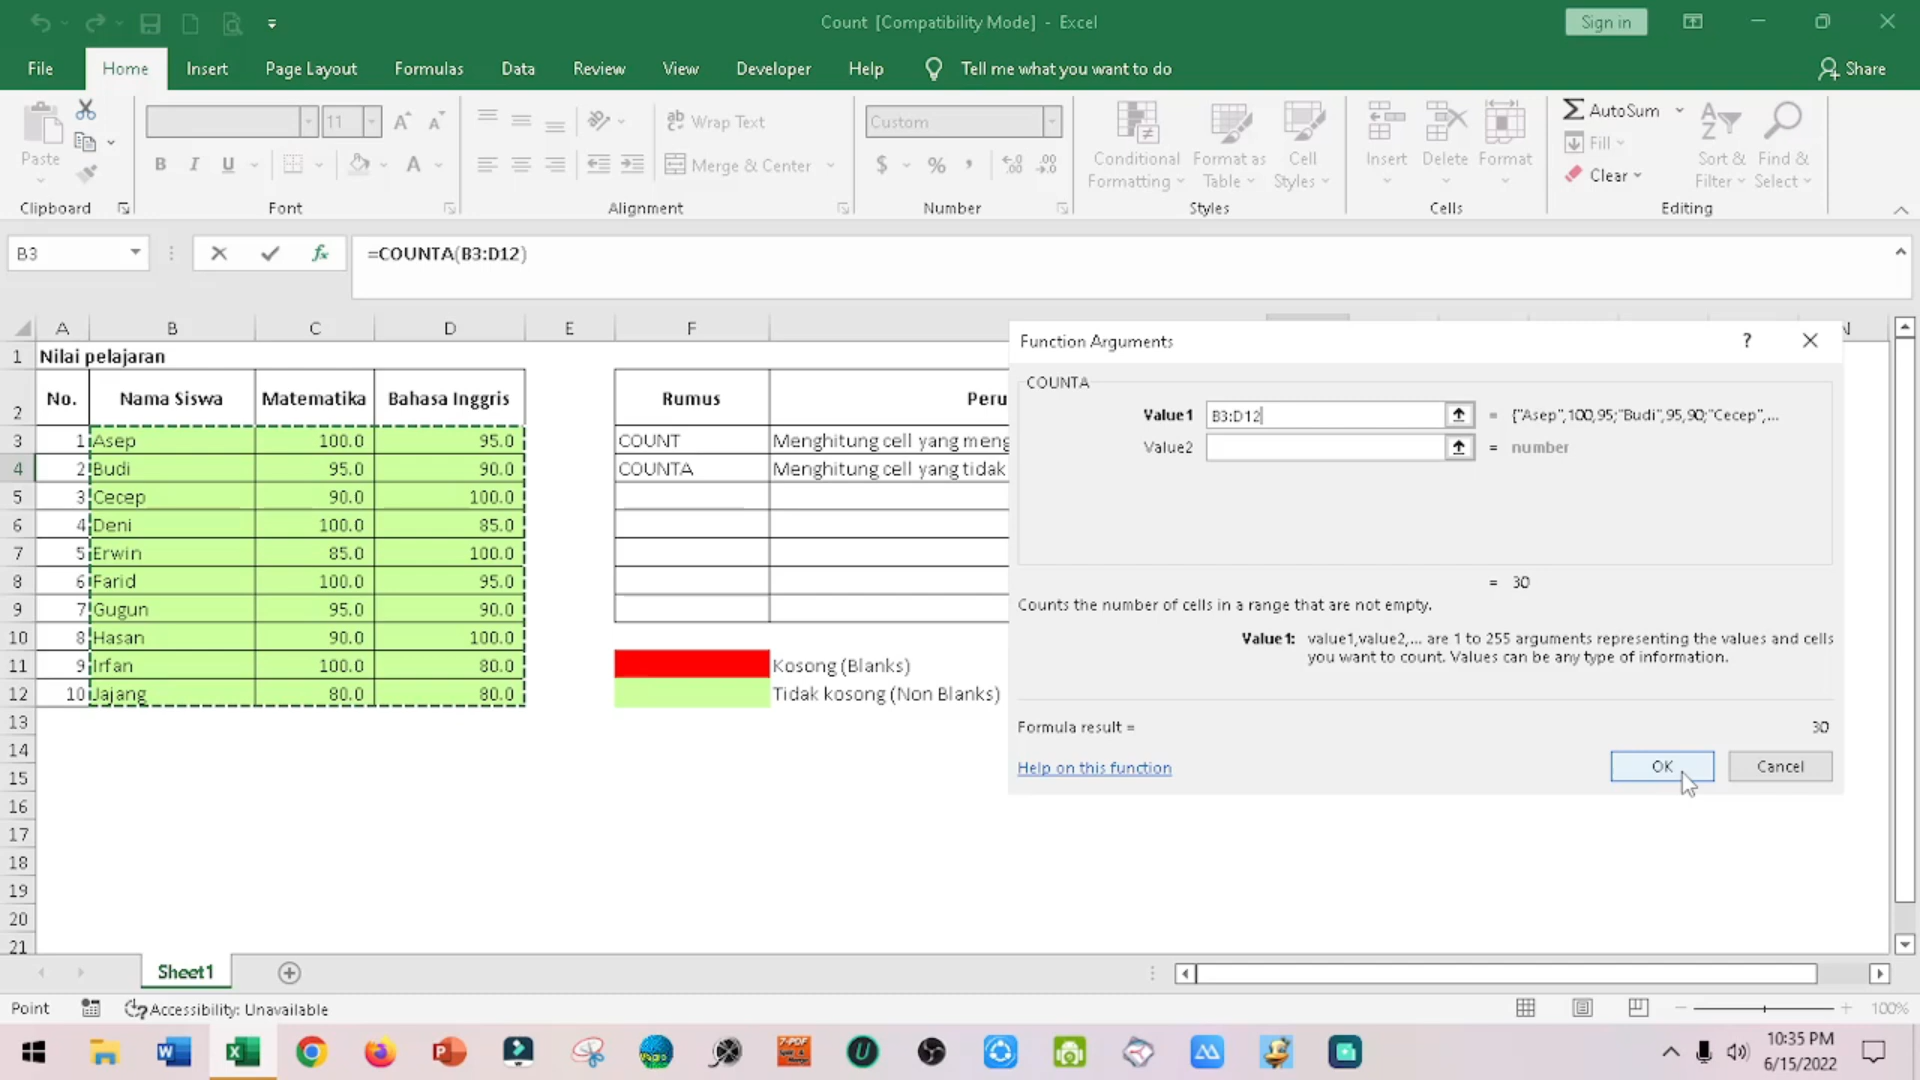 Count [Compatibility Mode] - Excel
Sign in
File Home Insert Page Layout Formulas Data Review View Developer Help Tell me what you want to do Share
11
Custom
AutoSum
Paste
Wrap Text
Merge & Center
B I U A
$ % ,
Conditional Formatting
Format as Table
Cell Styles
Insert Delete Format
Fill
Clear
Sort & Filter
Find & Select
Clipboard Font Alignment Number Styles Cells Editing
B3 fx =COUNTA(B3:D12)
A B C D E F N
1 Nilai pelajaran
2 No. Nama Siswa Matematika Bahasa Inggris Rumus Peru
3 1 Asep 100.0 95.0 COUNT Menghitung cell yang meng
4 2 Budi 95.0 90.0 COUNTA Menghitung cell yang tidak
5 3 Cecep 90.0 100.0
6 4 Deni 100.0 85.0
7 5 Erwin 85.0 100.0
8 6 Farid 100.0 95.0
9 7 Gugun 95.0 90.0
10 8 Hasan 90.0 100.0
11 9 Irfan 100.0 80.0 Kosong (Blanks)
12 10 Jajang 80.0 80.0 Tidak kosong (Non Blanks)
13
14
15
16
17
18
19
20
21
Function Arguments ?
COUNTA
Value1 B3:D12 = {"Asep",100,95;"Budi",95,90;"Cecep",...
Value2 = number
= 30
Counts the number of cells in a range that are not empty.
Value1: value1,value2,... are 1 to 255 arguments representing the values and cells
you want to count. Values can be any type of information.
Formula result = 30
Help on this function
OK Cancel
Sheet1
Point Accessibility: Unavailable 100%
10:35 PM
6/15/2022